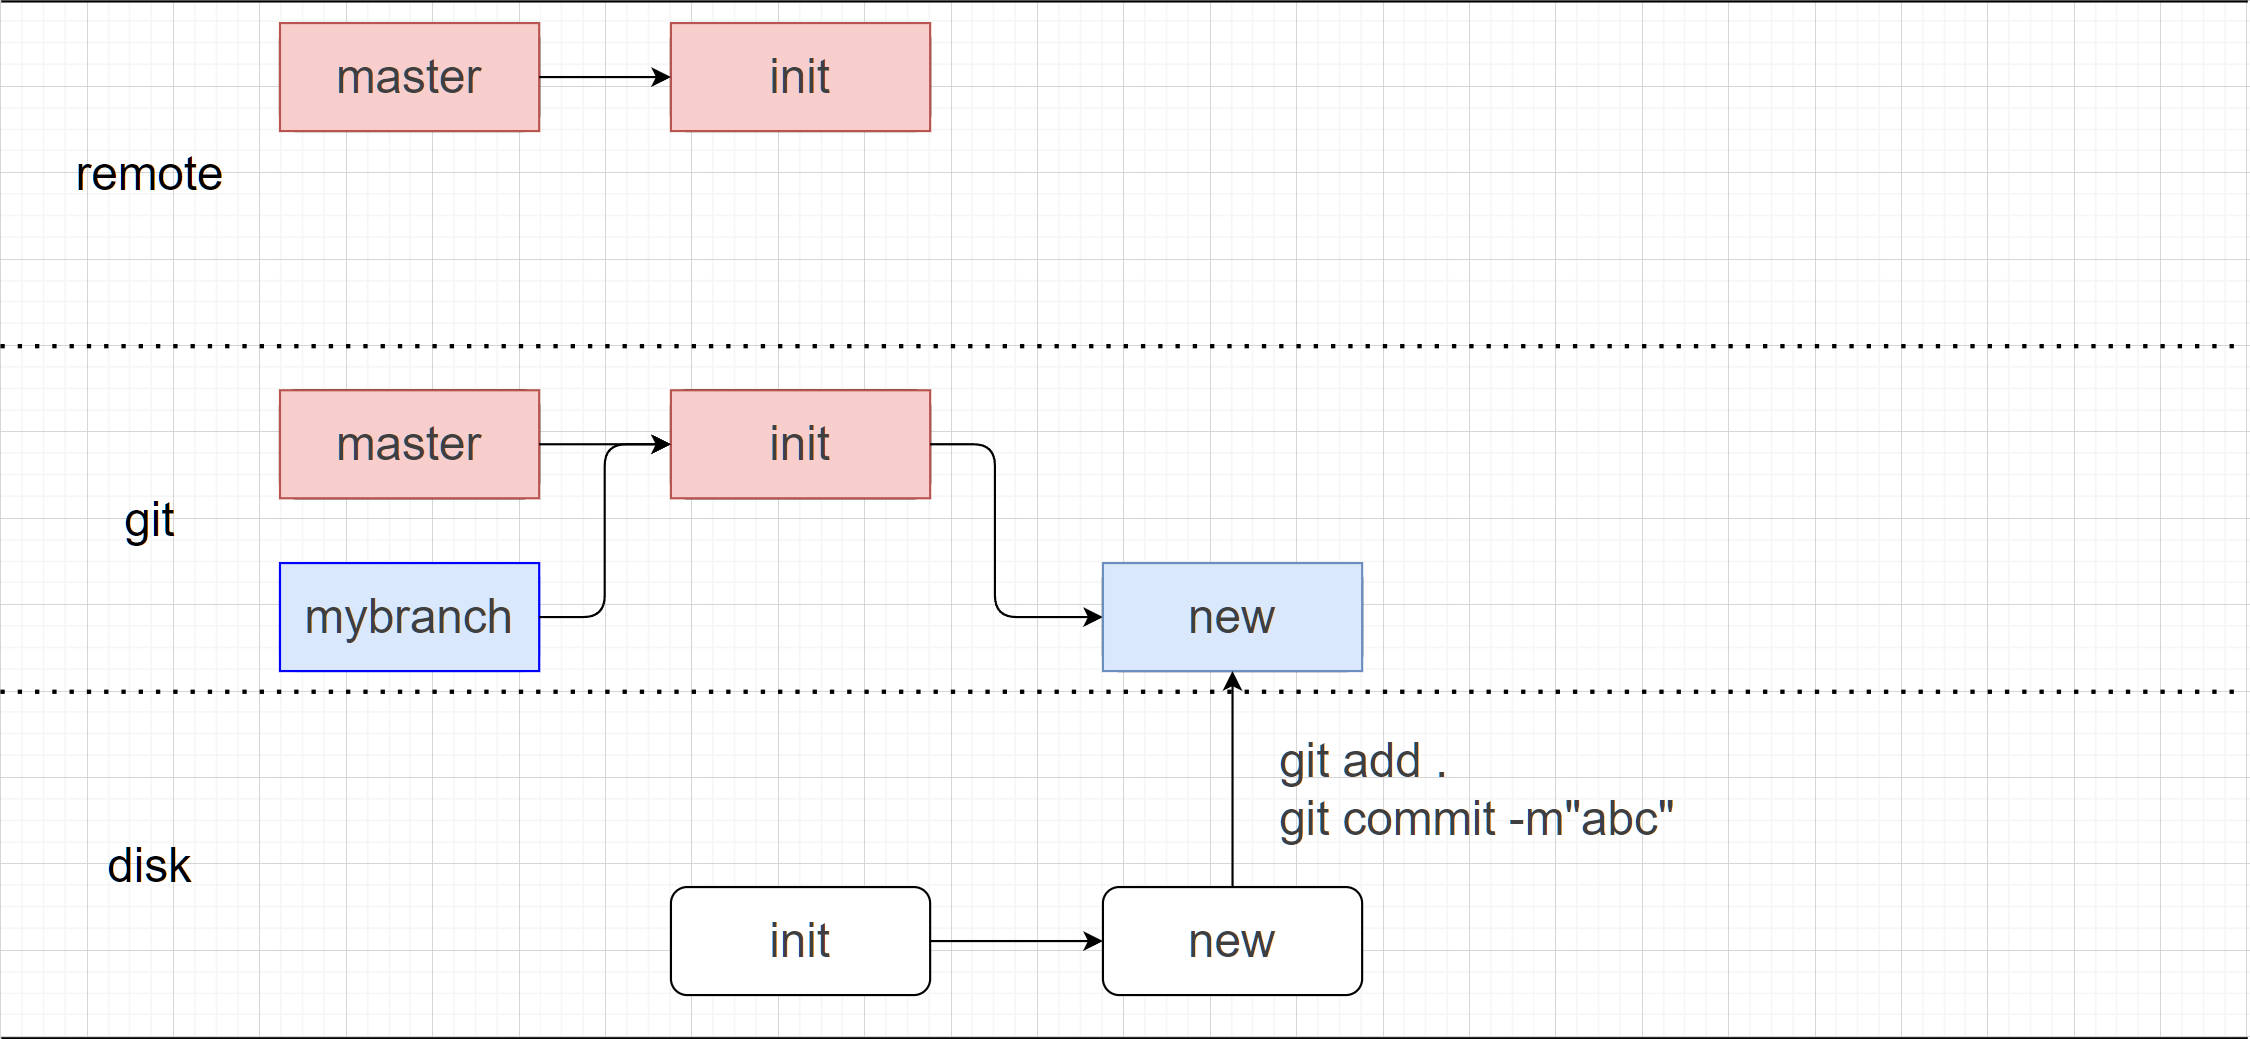 master
init
remote
master
init
git
mybranch
new
git add .
git commit -m"abc"
disk
init
new